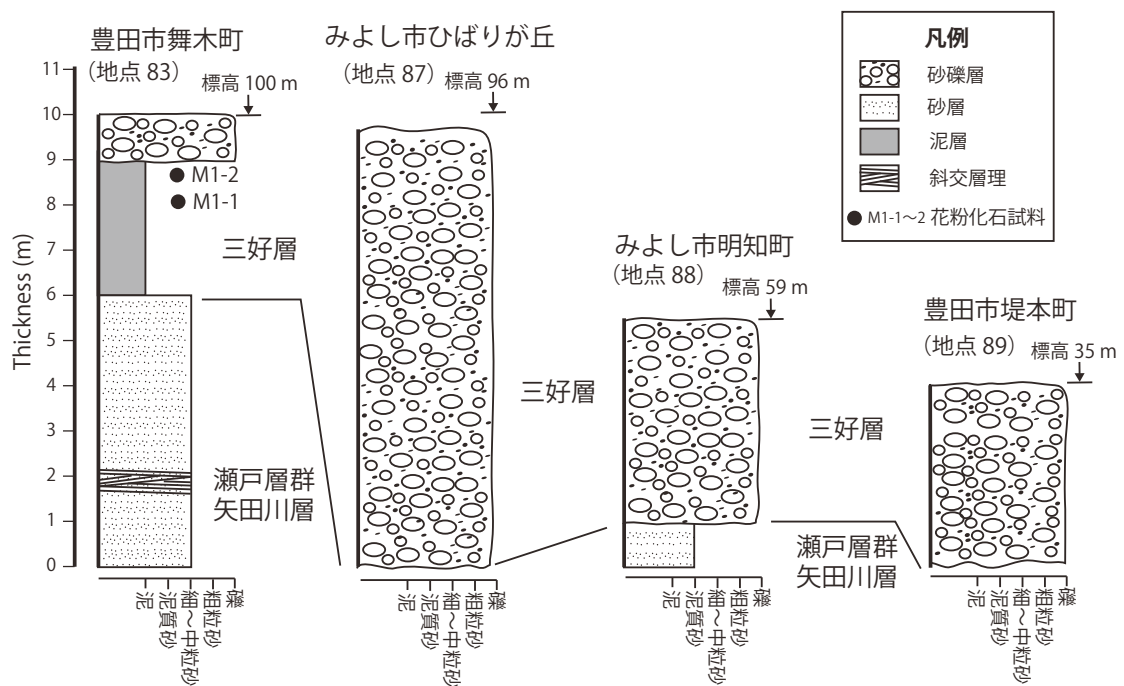 豊田市舞木町
（地点 83）
標高 100 m
みよし市ひばりが丘
（地点 87）
標高 96 m
凡例
砂礫層
砂層
泥層
斜交層理
M1-1～2 花粉化石試料
11
10
9
8
7
6
5
4
3
2
1
0
Thickness (m)
M1-2
M1-1
三好層
瀬戸層群
矢田川層
三好層
みよし市明知町
（地点 88）
標高 59 m
三好層
瀬戸層群
矢田川層
豊田市堤本町
（地点 89）
標高 35 m
泥
泥質砂
細～中粒砂
粗粒砂
礫
泥
泥質砂
細～中粒砂
粗粒砂
礫
泥
泥質砂
細～中粒砂
粗粒砂
礫
泥
泥質砂
細～中粒砂
粗粒砂
礫